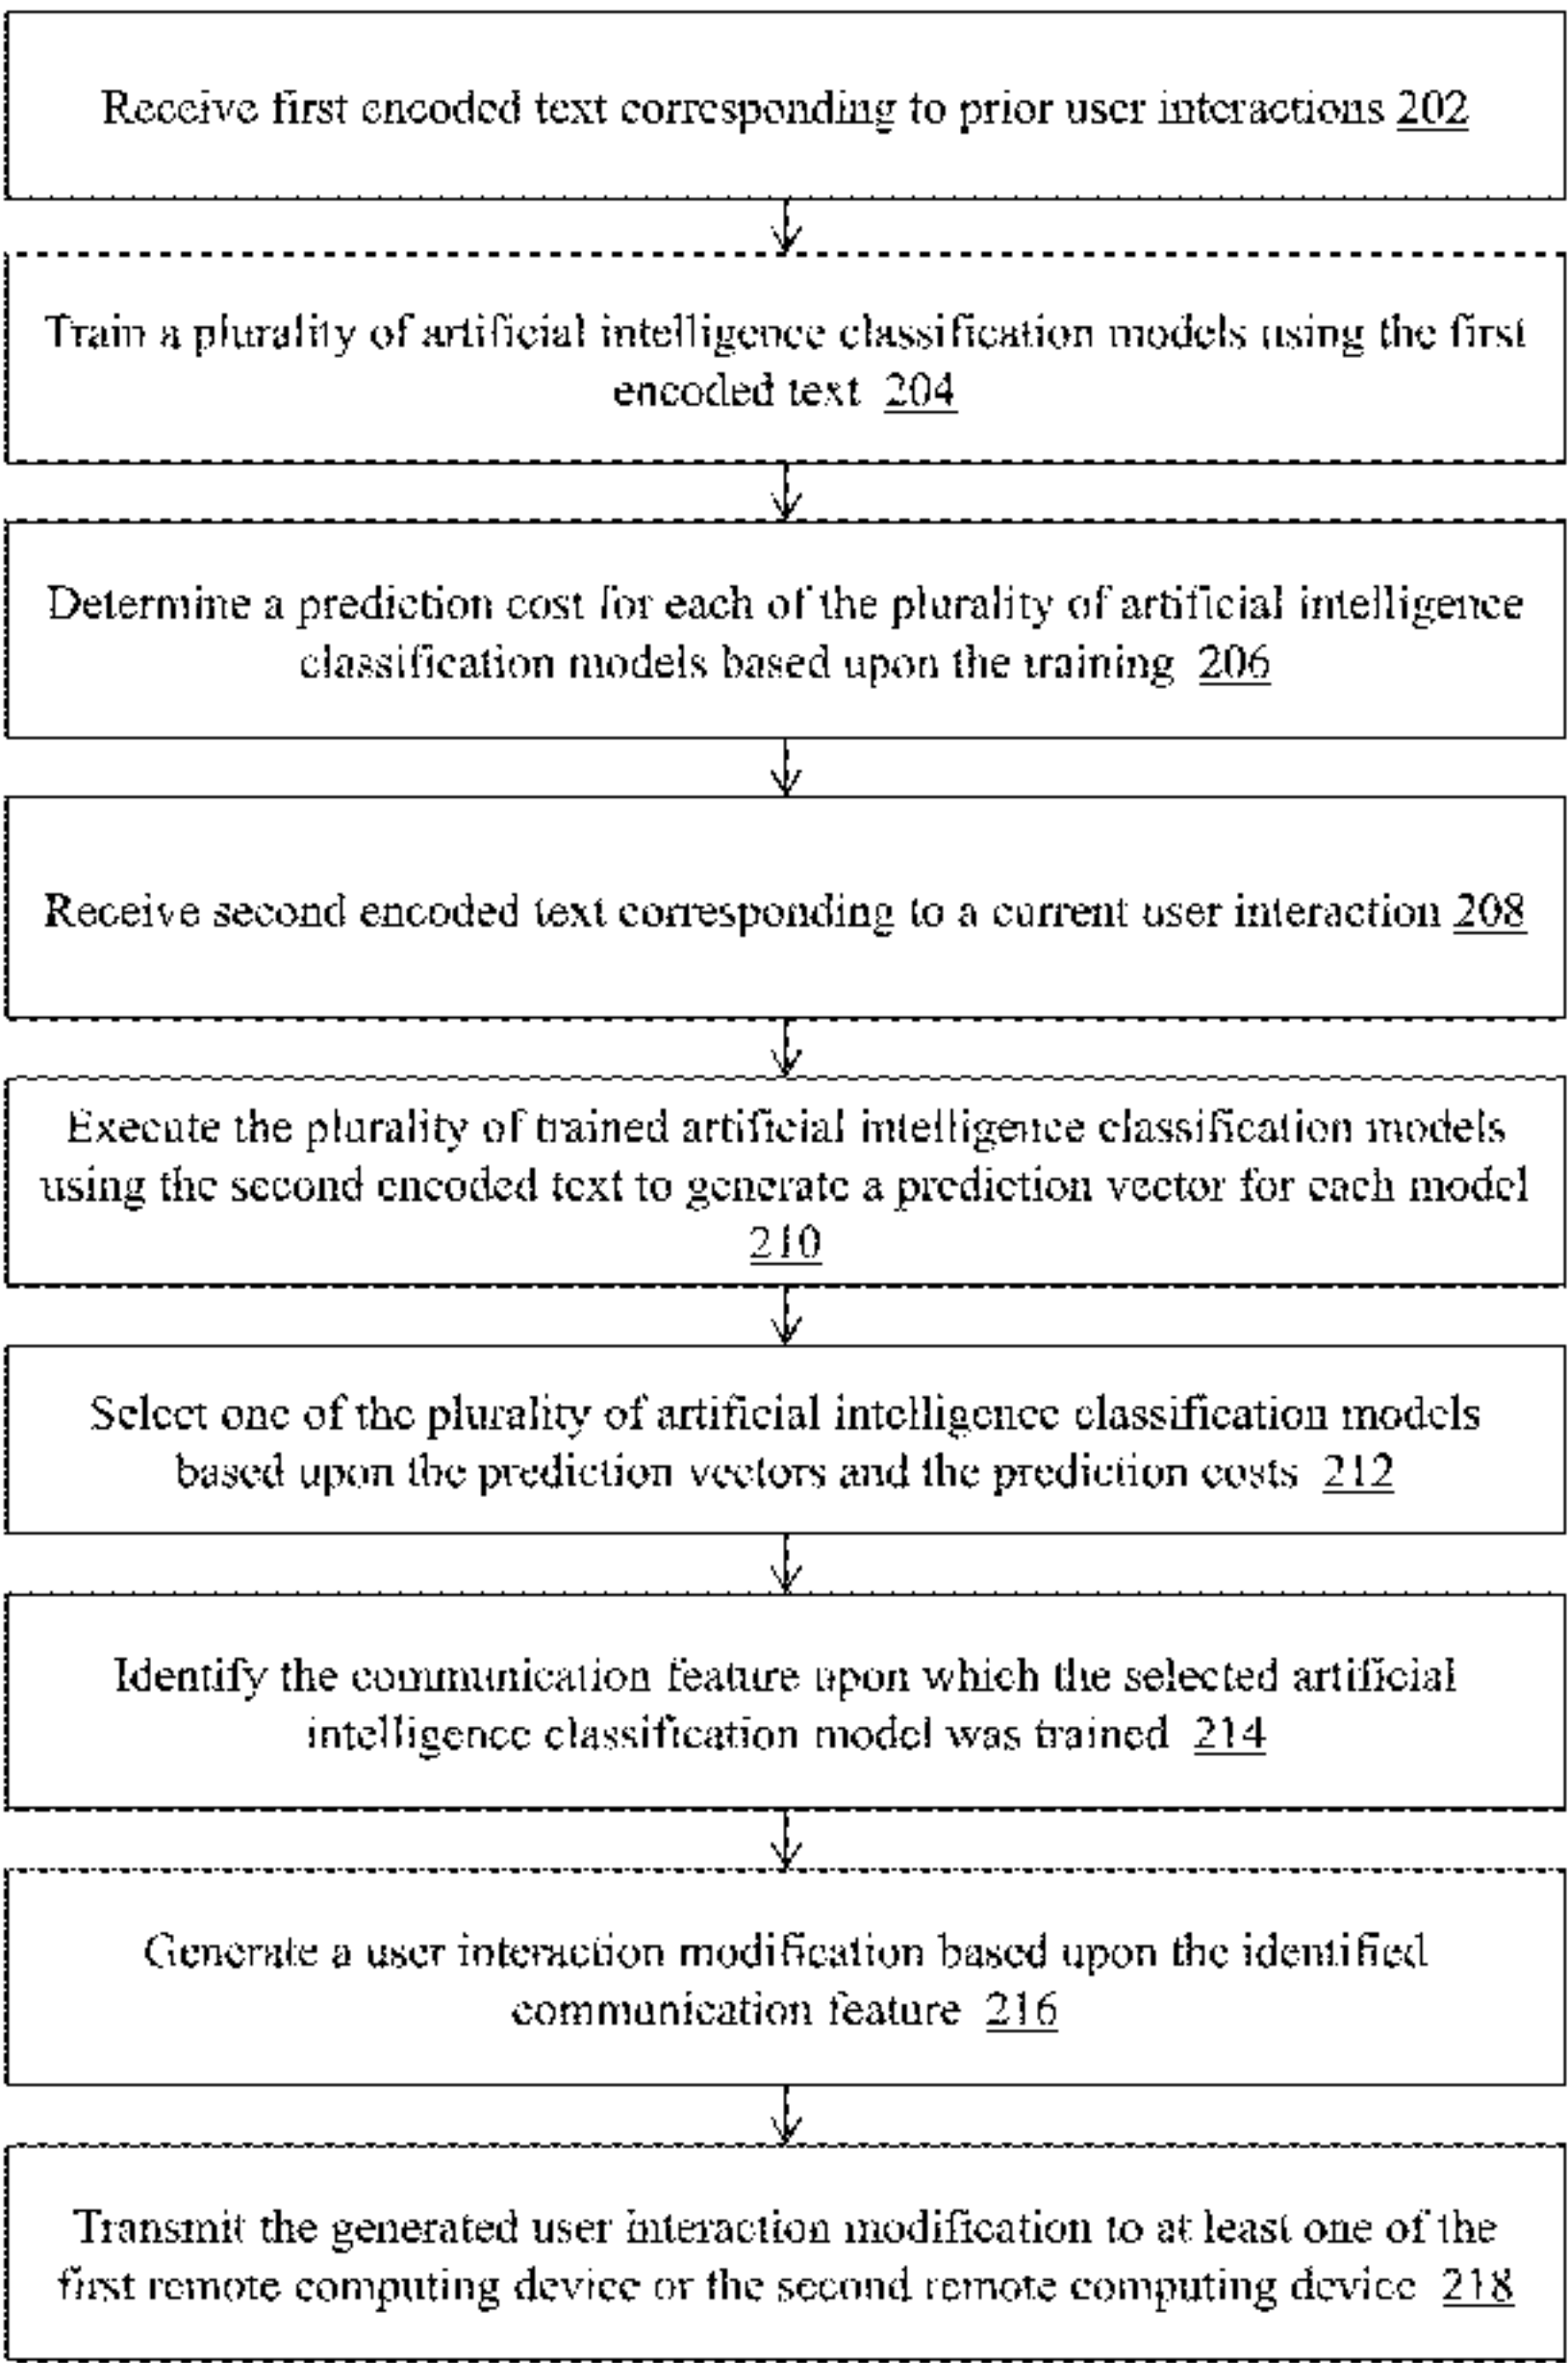 Receive first encoded text corresponding to prior user interactions 202
Train a plurality of artificial intelligence classification models using the first
encoded text 204
Determine a prediction cost for each of the plurality of artificial intelligence
classification models based upon the training 206
Receive second encoded text corresponding to a current user interaction 208
Execute the plurality of trained artificial intelligence classification models
using the second encoded text to generate a prediction vector for each model
210
Select one of the plurality of artificial intelligence classification models
based upon the prediction vectors and the prediction costs 212
Identify the communication feature upon which the selected artificial
intelligence classification model was trained 214
Generate a user interaction modification based upon the identified
communication feature 216
Transmit the generated user interaction modification to at least one of the
first remote computing device or the second remote computing device 218